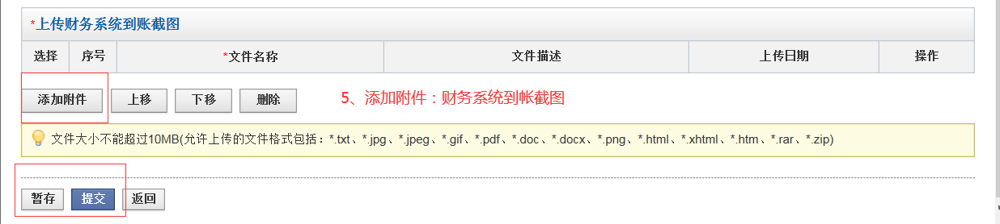 *上传财务系统到账截图
选择 序号 *文件名称 文件描述 上传日期 操作
添加附件 上移 下移 删除 5、添加附件：财务系统到帐截图
文件大小不能超过10MB(允许上传的文件格式包括：*.txt、*.jpg、*.jpeg、*.gif、*.pdf、*.doc、*.docx、*.png、*.html、*.xhtml、*.htm、*.rar、*.zip)
暂存 提交 返回